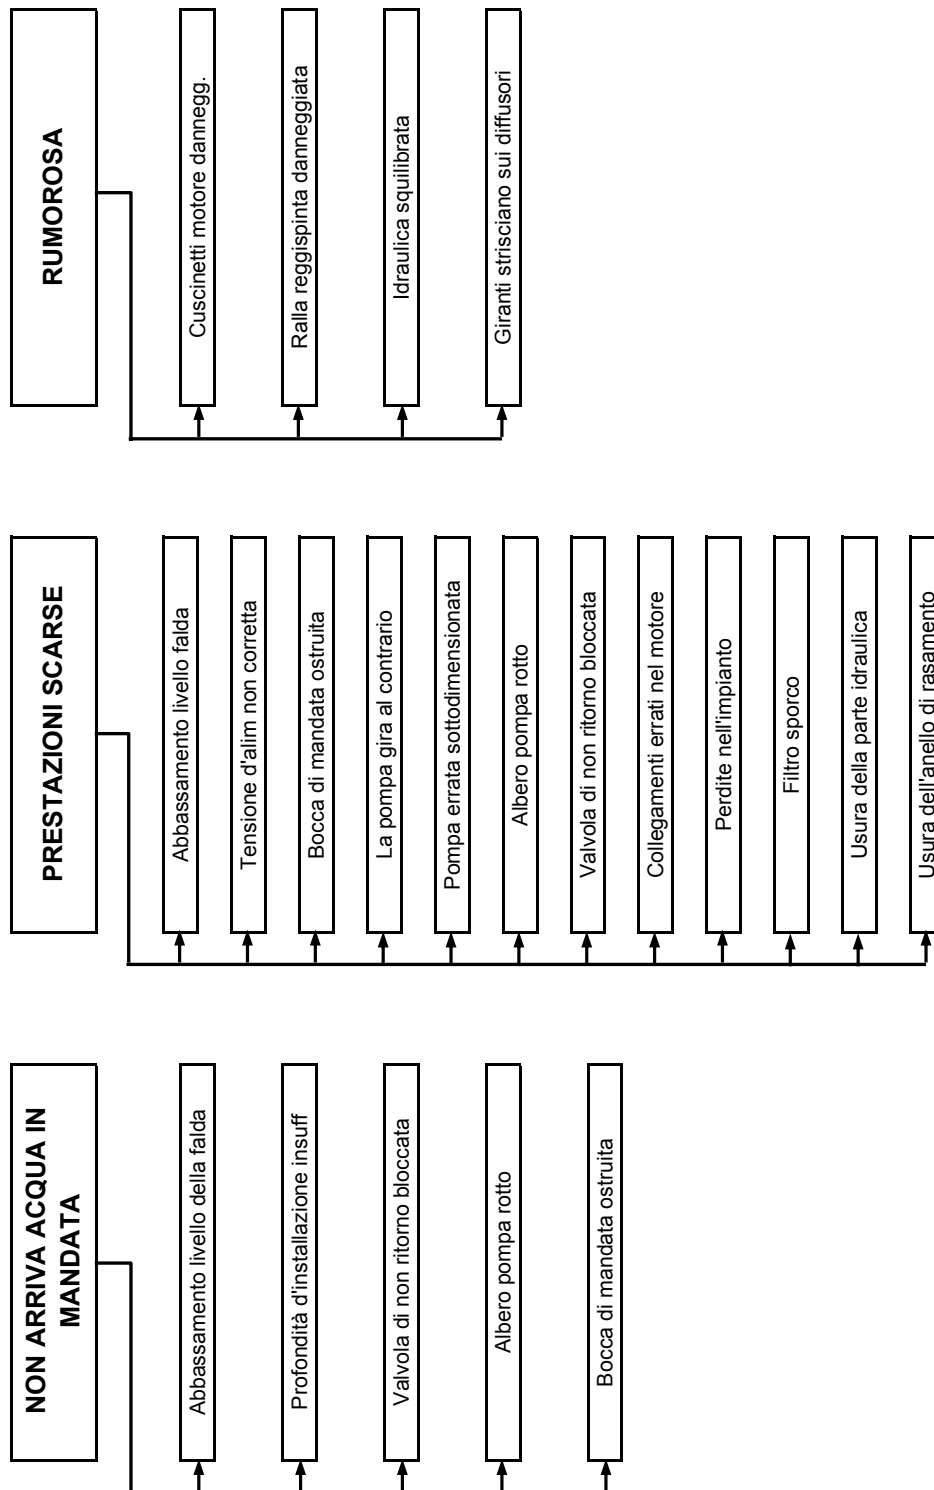 NON ARRIVA ACQUA IN
MANDATA
Abbassamento livello della falda
Profondità d'installazione insuff
Valvola di non ritorno bloccata
Albero pompa rotto
Bocca di mandata ostruita
PRESTAZIONI SCARSE
Abbassamento livello falda
Tensione d'alim non corretta
Bocca di mandata ostruita
La pompa gira al contrario
Pompa errata sottodimensionata
Albero pompa rotto
Valvola di non ritorno bloccata
Collegamenti errati nel motore
Perdite nell'impianto
Filtro sporco
Usura della parte idraulica
Usura dell'anello di rasamento
RUMOROSA
Cuscinetti motore dannegg.
Ralla reggispinta danneggiata
Idraulica squilibrata
Giranti strisciano sui diffusori